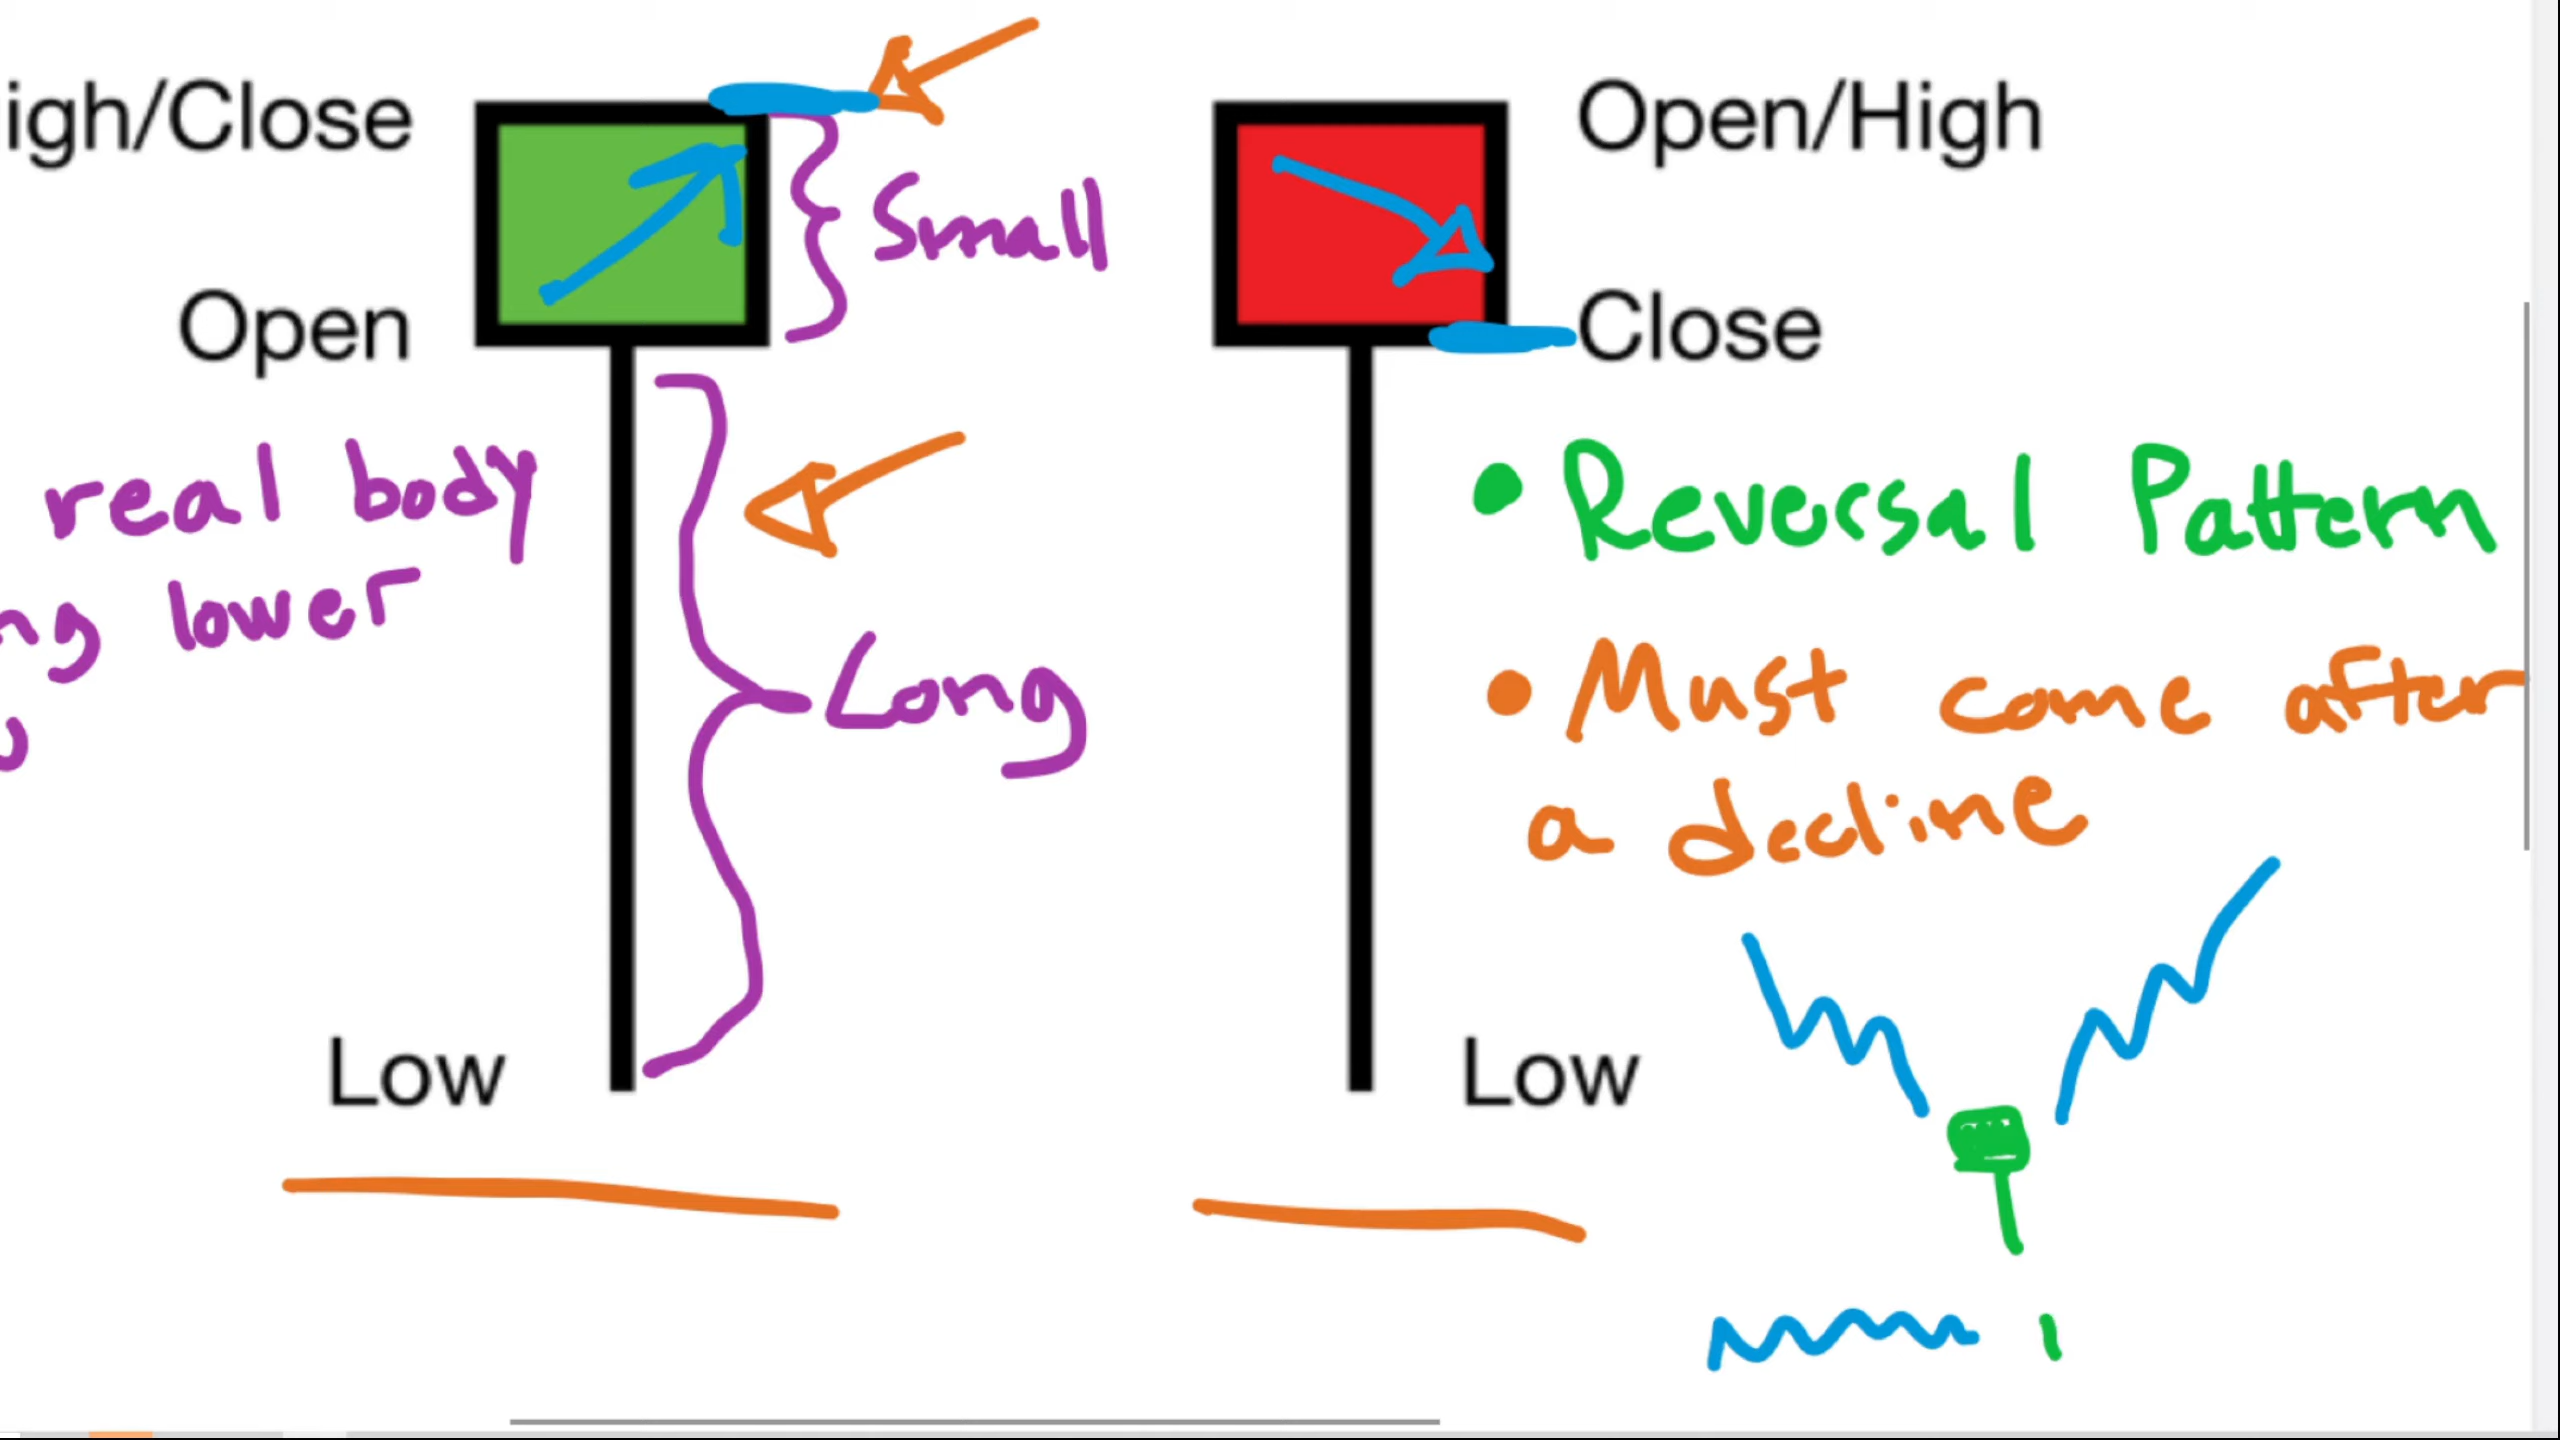 igh/Close
Open
Small
real body
ng lower
Long
Low
Open/High
Close
• Reversal Pattern
• Must come after
a decline
Low